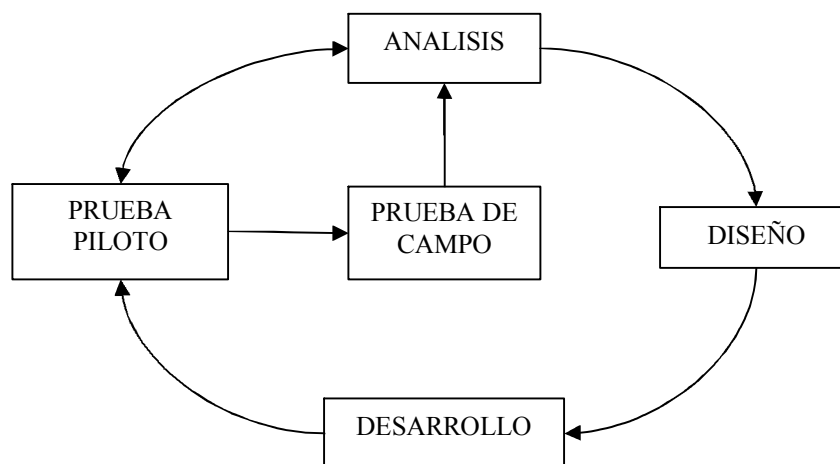 ANALISIS
PRUEBA
PILOTO
PRUEBA DE
CAMPO
DISEÑO
DESARROLLO